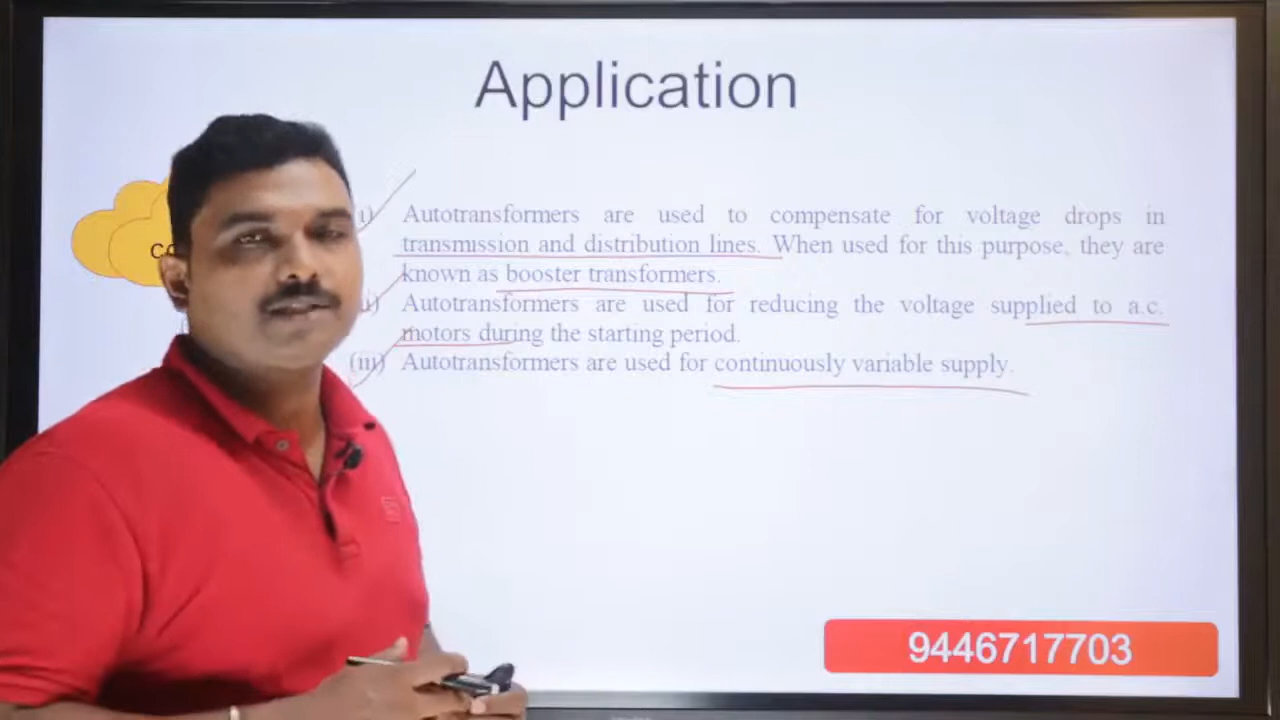 Application
i) Autotransformers are used to compensate for voltage drops in
transmission and distribution lines. When used for this purpose, they are
known as booster transformers.
Autotransformers are used for reducing the voltage supplied to a.c.
motors during the starting period.
(iii) Autotransformers are used for continuously variable supply.
9446717703